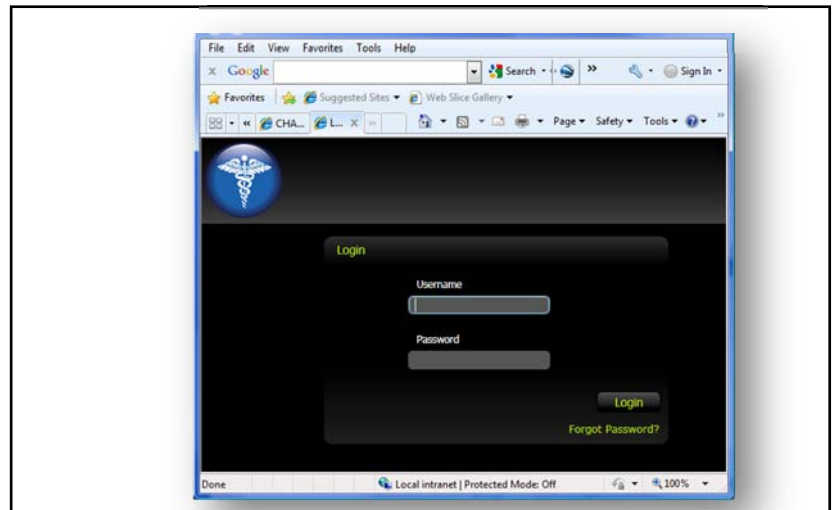 File Edit View Favorites Tools Help
x Google Search Sign In
Favorites Suggested Sites Web Slice Gallery
CHA... L... X Page Safety Tools
Login
Username
Password
Login
Forgot Password?
Done Local intranet | Protected Mode: Off 100%